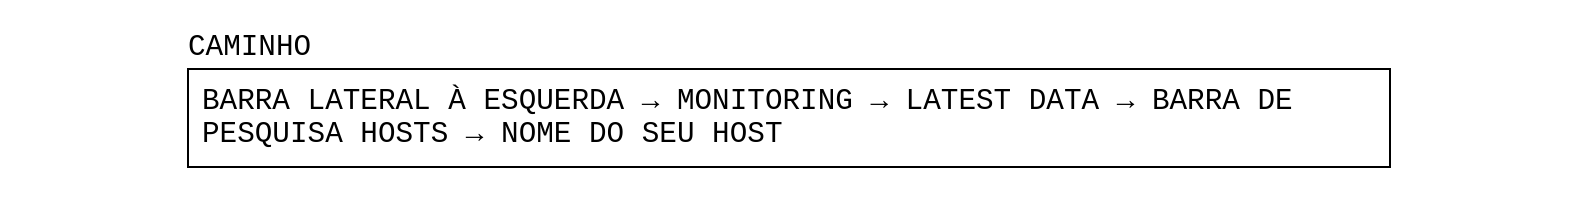 CAMINHO
BARRA LATERAL À ESQUERDA → MONITORING → LATEST DATA → BARRA DE
PESQUISA HOSTS → NOME DO SEU HOST